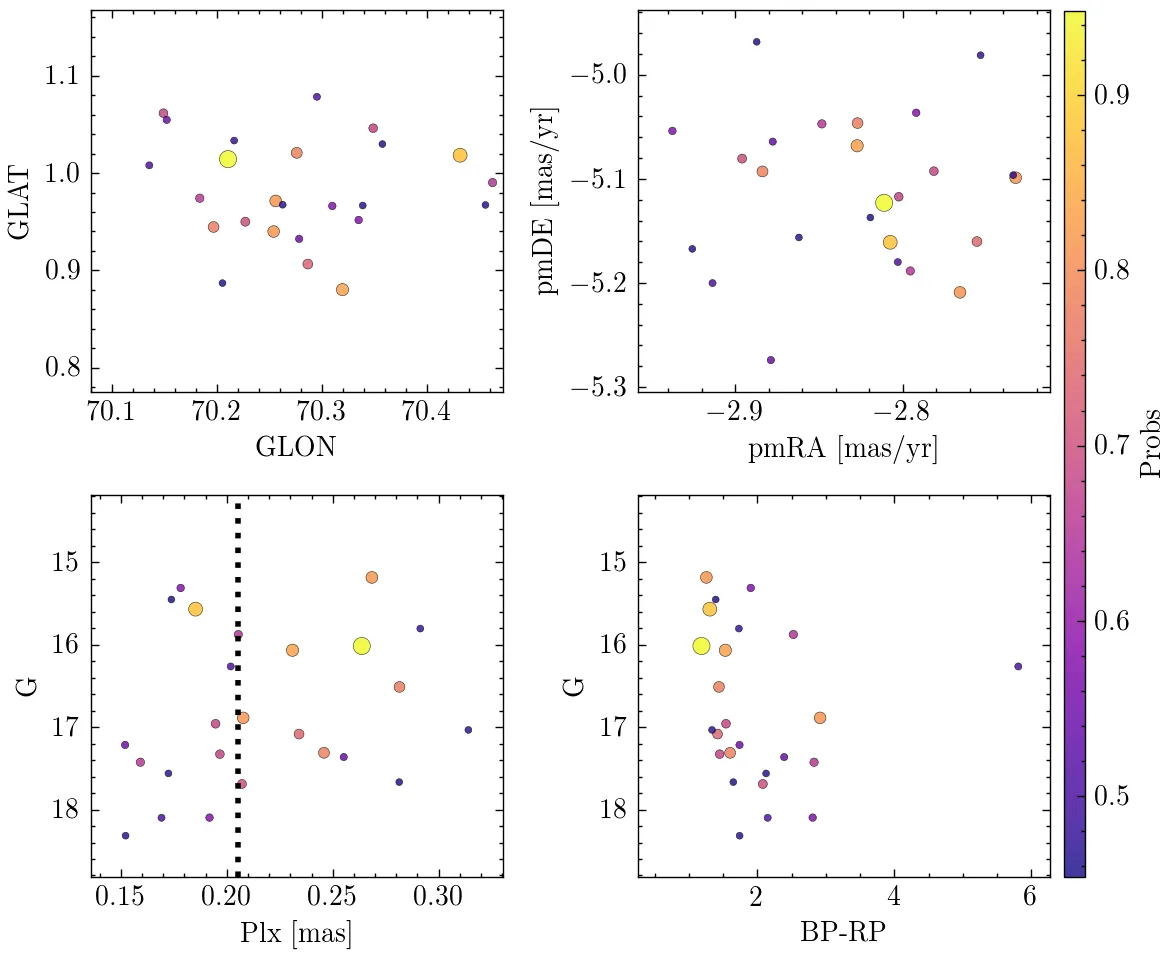 1.1
1.0
0.9
0.8
GLAT
70.1 70.2 70.3 70.4
GLON
−5.0
−5.1
−5.2
−5.3
pmDE [mas/yr]
−2.9 −2.8
pmRA [mas/yr]
15
16
17
18
G
0.15 0.20 0.25 0.30
Plx [mas]
15
16
17
18
G
2 4 6
BP-RP
0.9
0.8
0.7
0.6
0.5
Probs